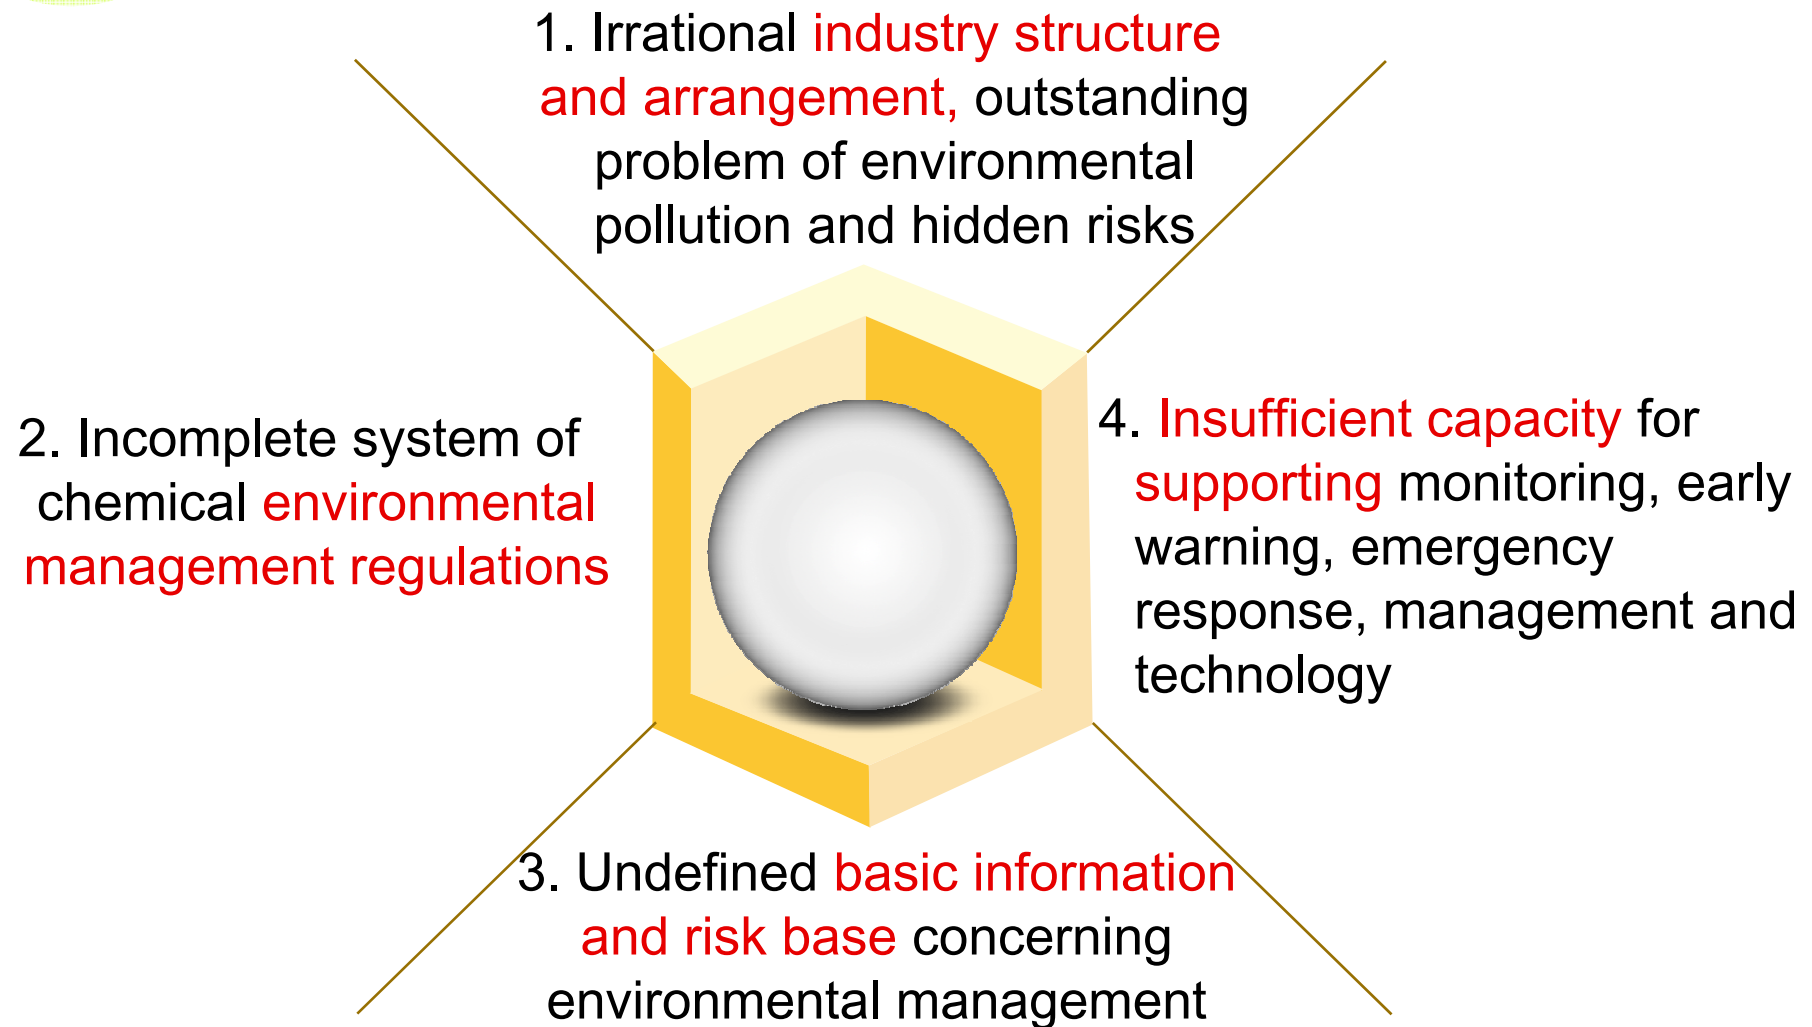 1. Irrational industry structure
and arrangement, outstanding
problem of environmental
pollution and hidden risks
2. Incomplete system of
chemical environmental
management regulations
3. Undefined basic information
and risk base concerning
environmental management
4. Insufficient capacity for
supporting monitoring, early
warning, emergency
response, management and
technology